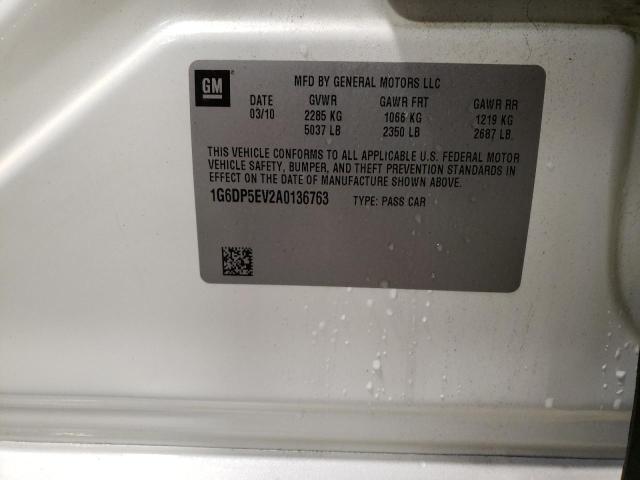 GM MFD BY GENERAL MOTORS LLC
DATE GVWR GAWR FRT GAWR RR
03/10 2285 KG 1066 KG 1219 KG
5037 LB 2350 LB 2687 LB.
THIS VEHICLE CONFORMS TO ALL APPLICABLE U.S. FEDERAL MOTOR
VEHICLE SAFETY, BUMPER, AND THEFT PREVENTION STANDARDS IN
EFFECT ON THE DATE OF MANUFACTURE SHOWN ABOVE.
1G6DP5EV2A0136763 TYPE: PASS CAR